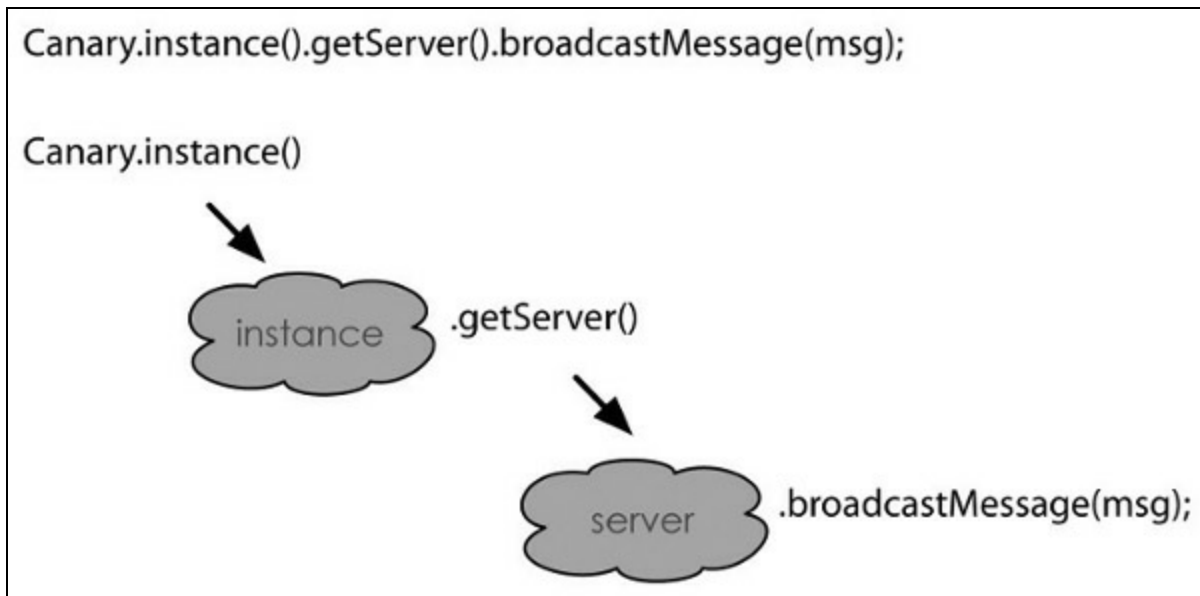 Canary.instance().getServer().broadcastMessage(msg);
Canary.instance()
instance
.getServer()
server
.broadcastMessage(msg);